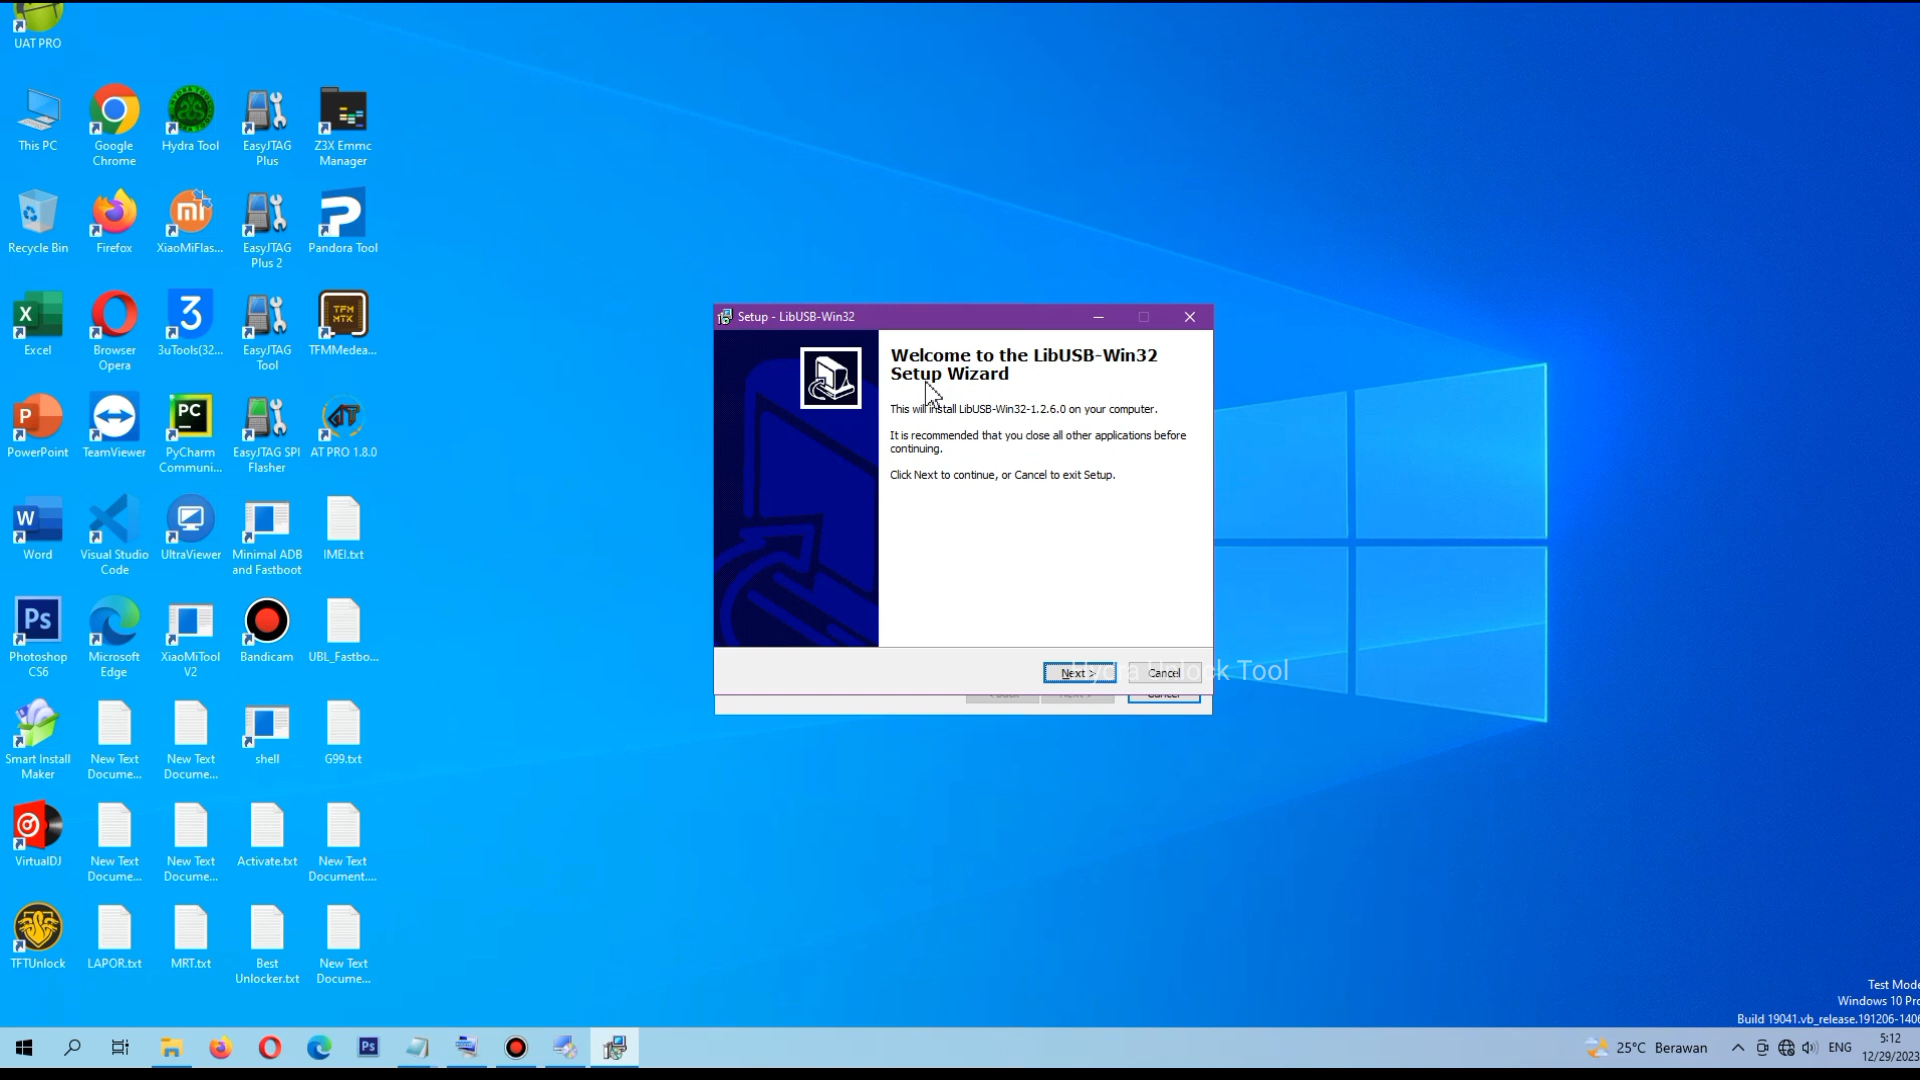 UAT PRO
This PC
Google
Chrome
Hydra Tool
EasyJTAG
Plus
Z3X Emmc
Manager
Recycle Bin
Firefox
XiaoMiFlas...
EasyJTAG
Plus 2
Pandora Tool
Excel
Browser
Opera
3uTools(32...
EasyJTAG
Tool
TFMMedea...
PowerPoint
TeamViewer
PyCharm
Communi...
EasyJTAG SPI
Flasher
AT PRO 1.8.0
Word
Visual Studio
Code
UltraViewer
Minimal ADB
and Fastboot
IMEI.txt
Photoshop
CS6
Microsoft
Edge
XiaoMiTool
V2
Bandicam
UBL_Fastbo...
Smart Install
Maker
New Text
Docume...
New Text
Docume...
shell
G99.txt
VirtualDJ
New Text
Docume...
New Text
Docume...
Activate.txt
New Text
Document....
TFTUnlock
LAPOR.txt
MRT.txt
Best
Unlocker.txt
New Text
Docume...
Setup - LibUSB-Win32
Welcome to the LibUSB-Win32
Setup Wizard
This will install LibUSB-Win32-1.2.6.0 on your computer.
It is recommended that you close all other applications before
continuing.
Click Next to continue, or Cancel to exit Setup.
Next >
Cancel
Hydra Unlock Tool
Test Mode
Windows 10 Pro
Build 19041.vb_release.191206-1406
25°C Berawan
ENG
5:12
12/29/2023